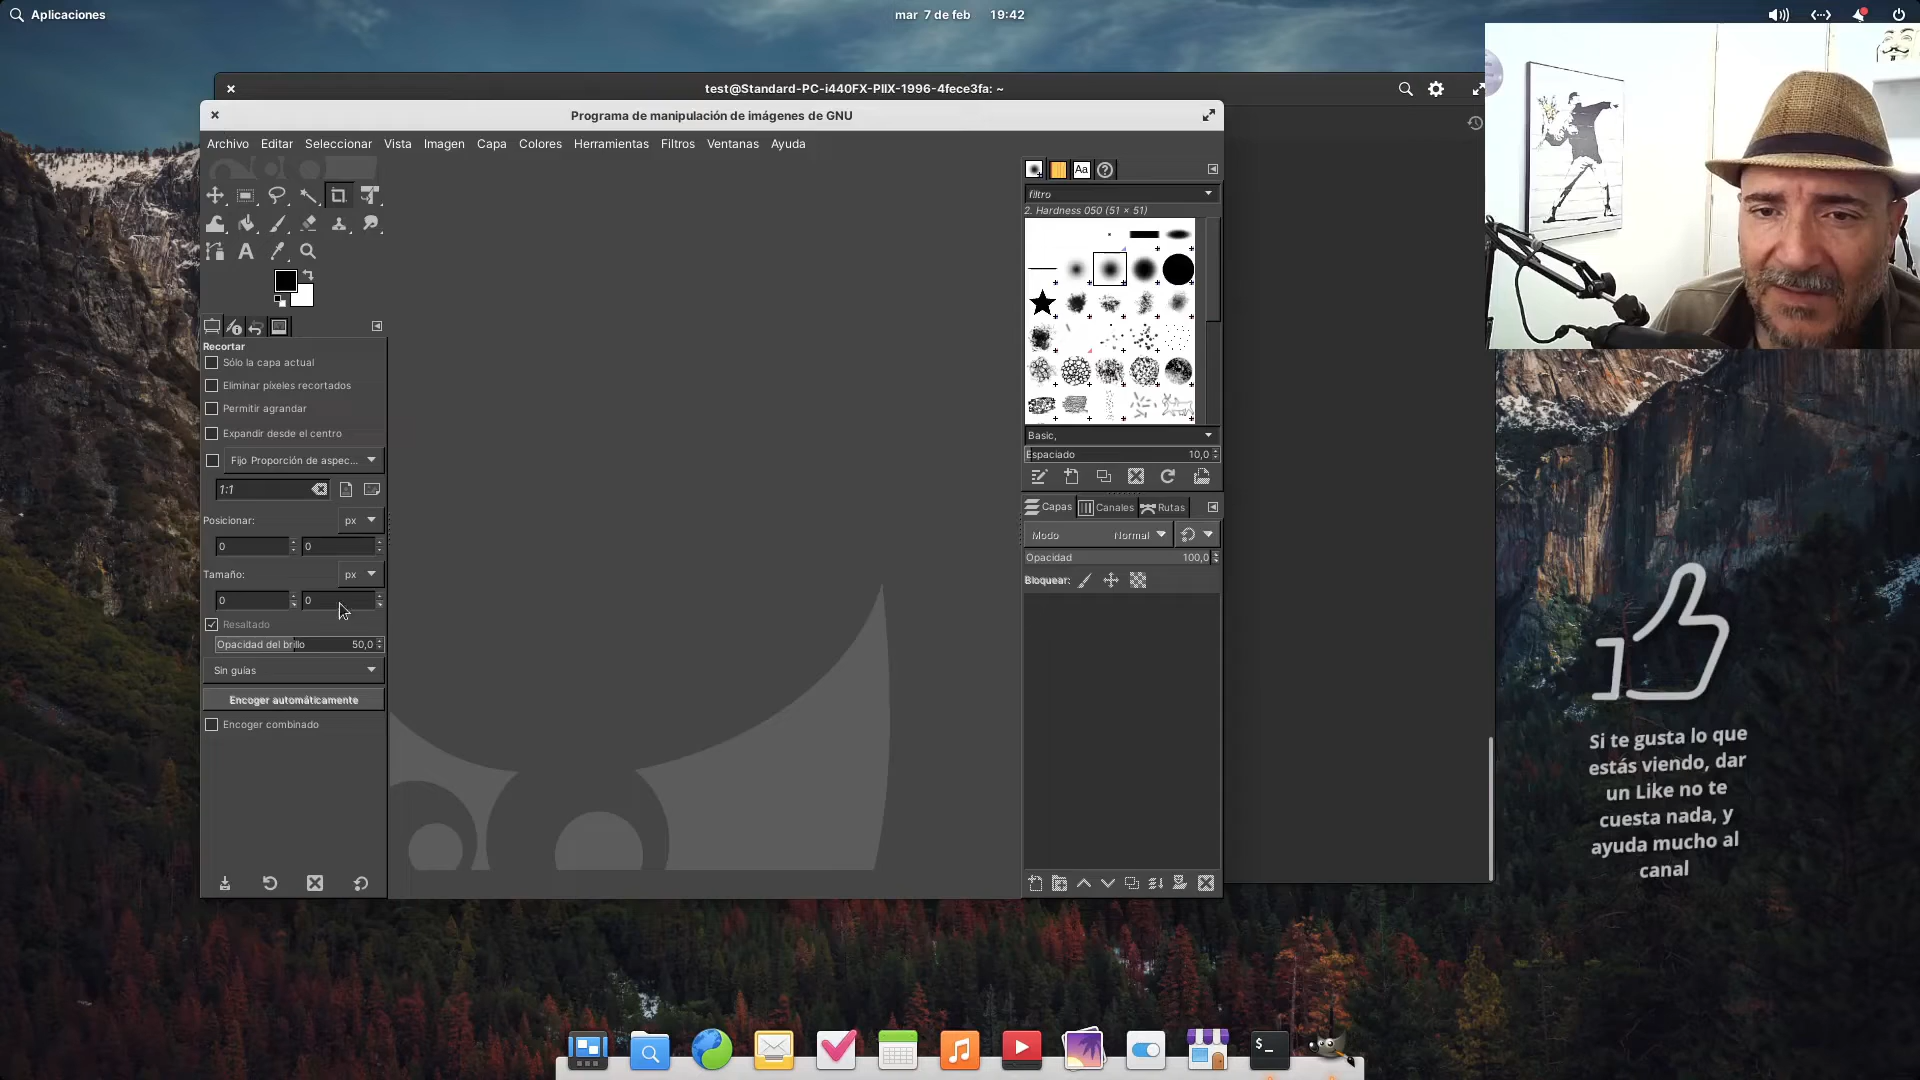 Aplicaciones
mar 7 de feb 19:42
test@Standard-PC-i440FX-PIIX-1996-4fece3fa: ~
Programa de manipulación de imágenes de GNU
Archivo Editar Seleccionar Vista Imagen Capa Colores Herramientas Filtros Ventanas Ayuda
Recortar
Sólo la capa actual
Eliminar píxeles recortados
Permitir agrandar
Expandir desde el centro
Fijo Proporción de aspec...
1:1
Posicionar: px
0 0
Tamaño: px
0 0
Resaltado
Opacidad del brillo 50,0
Sin guías
Encoger automáticamente
Encoger combinado
Aa
filtro
2. Hardness 050 (51 × 51)
Basic,
Espaciado 10,0
Capas Canales Rutas
Modo Normal
Opacidad 100,0
Bloquear:
Si te gusta lo que
estás viendo, dar
un Like no te
cuesta nada, y
ayuda mucho al
canal